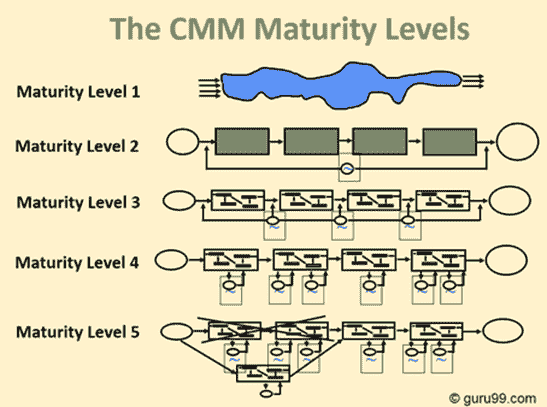 The CMM Maturity Levels
Maturity Level 1
Maturity Level 2
Maturity Level 3
Maturity Level 4
Maturity Level 5
© guru99.com